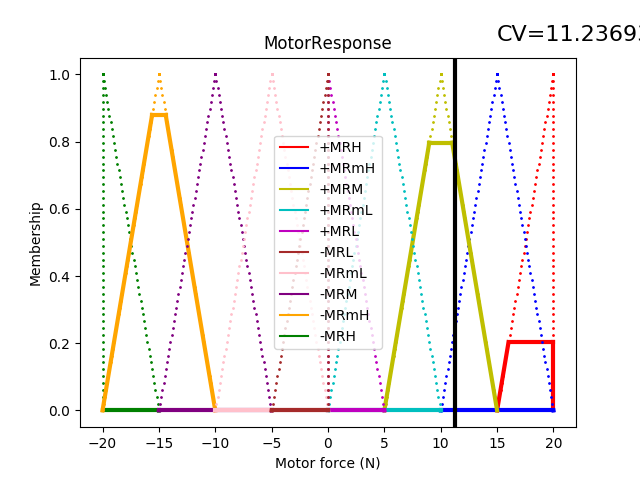 CV=11.2369
MotorResponse
Membership
1.0
0.8
0.6
0.4
0.2
0.0
+MRH
+MRmH
+MRM
+MRmL
+MRL
-MRL
-MRmL
-MRM
-MRmH
-MRH
−20 −15 −10 −5 0 5 10 15 20
Motor force (N)